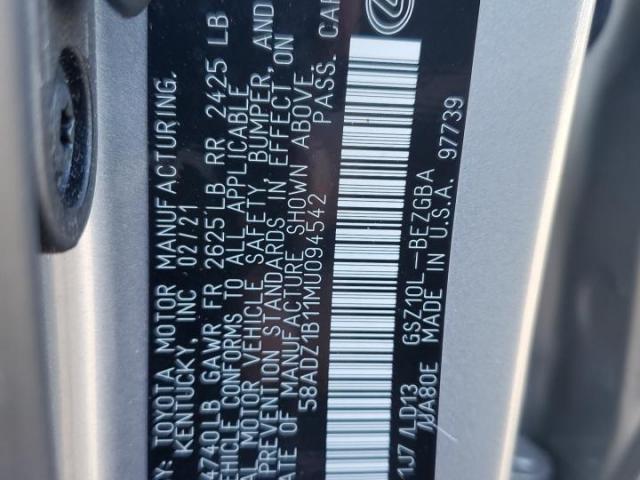 Y: TOYOTA MOTOR MANUFACTURING,
KENTUCKY, INC 02/21
4740LB GAWR FR 2625LB RR 2425 LB
VEHICLE CONFORMS TO ALL APPLICABLE
AL MOTOR VEHICLE SAFETY, BUMPER, AND
PREVENTION STANDARDS IN EFFECT ON
ATE OF MANUFACTURE SHOWN ABOVE.
58ADZ1B11MU094542 PASS. CAR
1J7 /LD13 GSZ10L-BEZGBA
/UA80E MADE IN U.S.A. 97739